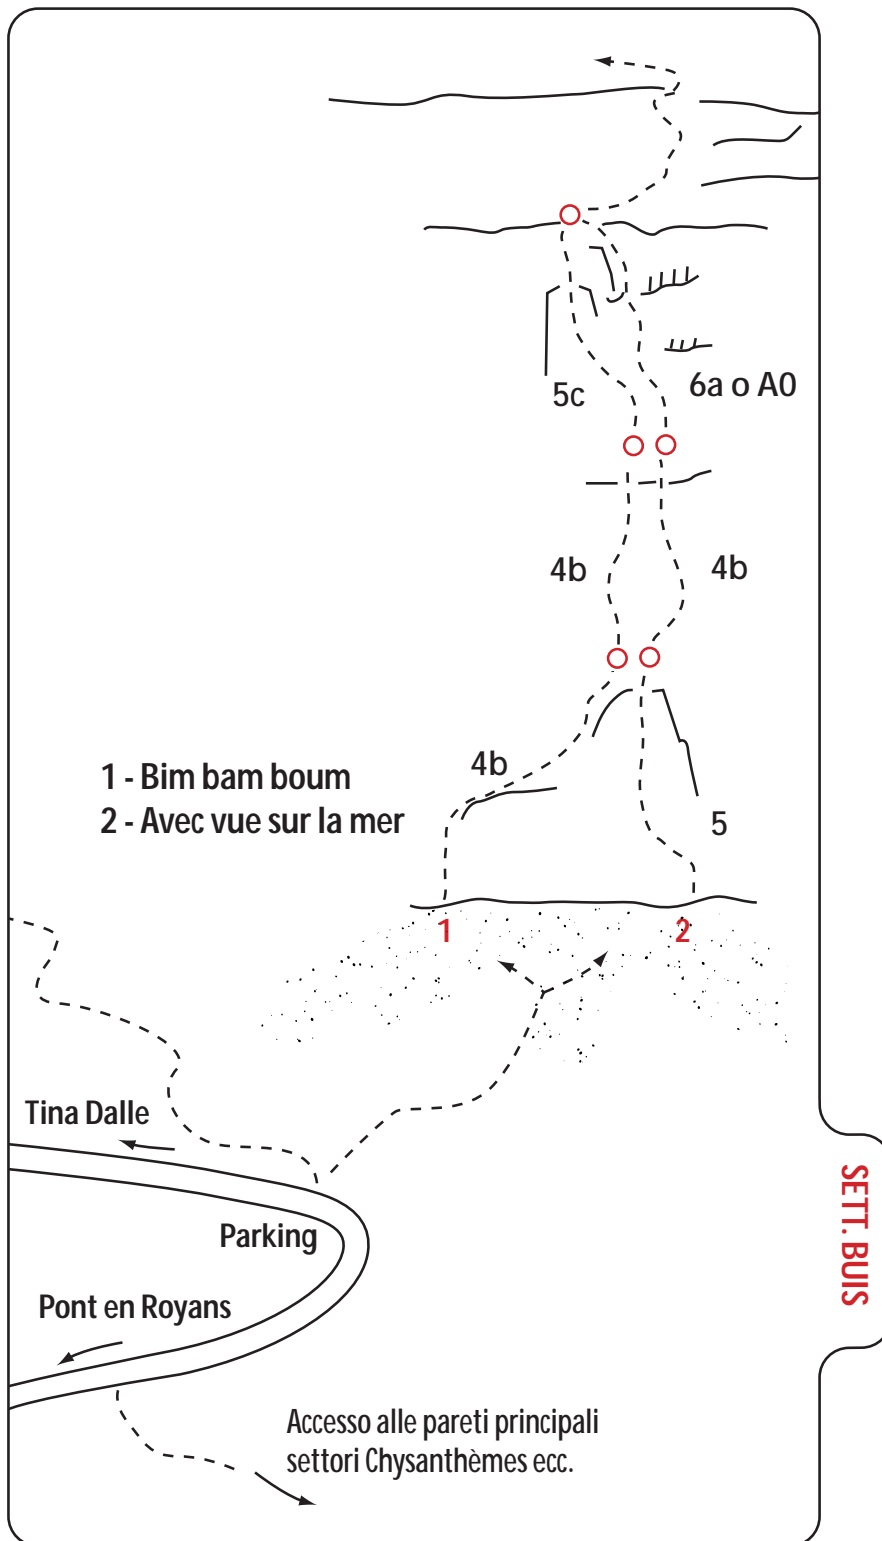 5c
6a o A0
4b
4b
4b
1 - Bim bam boum
2 - Avec vue sur la mer
5
1
2
Tina Dalle
Parking
Pont en Royans
SETT. BUIS
Accesso alle pareti principali
settori Chysanthèmes ecc.